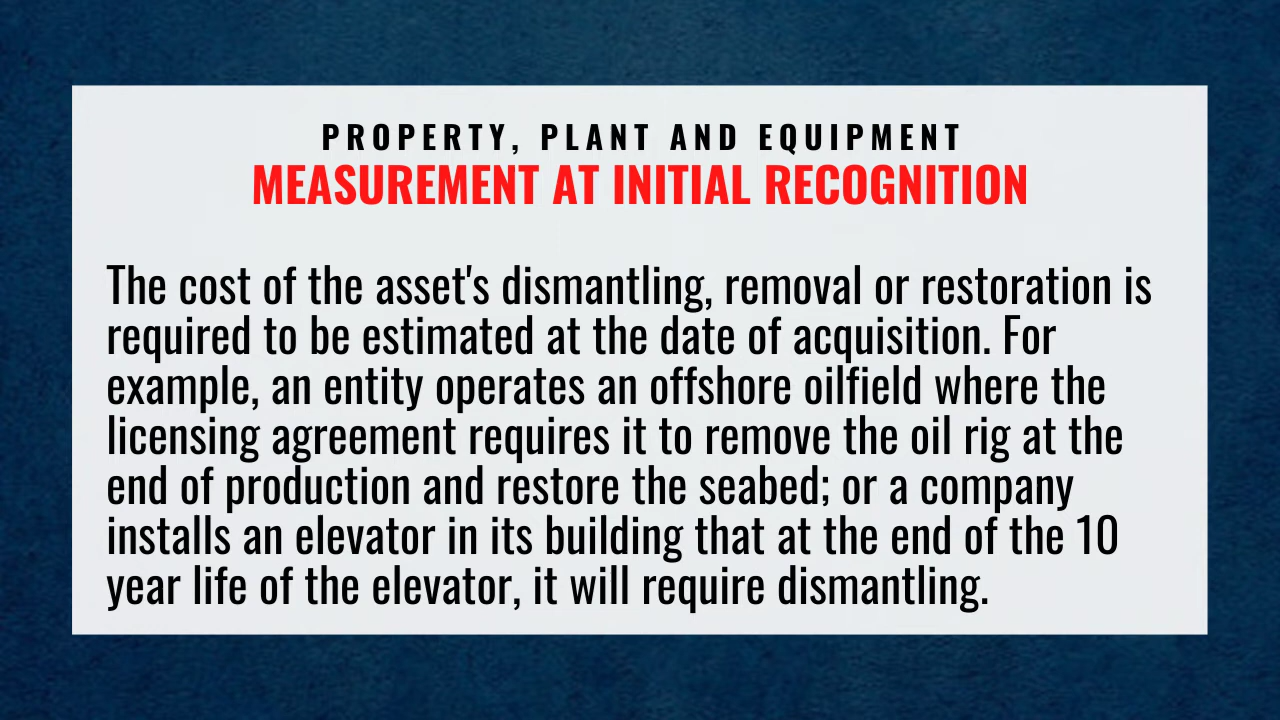 PROPERTY, PLANT AND EQUIPMENT
MEASUREMENT AT INITIAL RECOGNITION
The cost of the asset's dismantling, removal or restoration is
required to be estimated at the date of acquisition. For
example, an entity operates an offshore oilfield where the
licensing agreement requires it to remove the oil rig at the
end of production and restore the seabed; or a company
installs an elevator in its building that at the end of the 10
year life of the elevator, it will require dismantling.